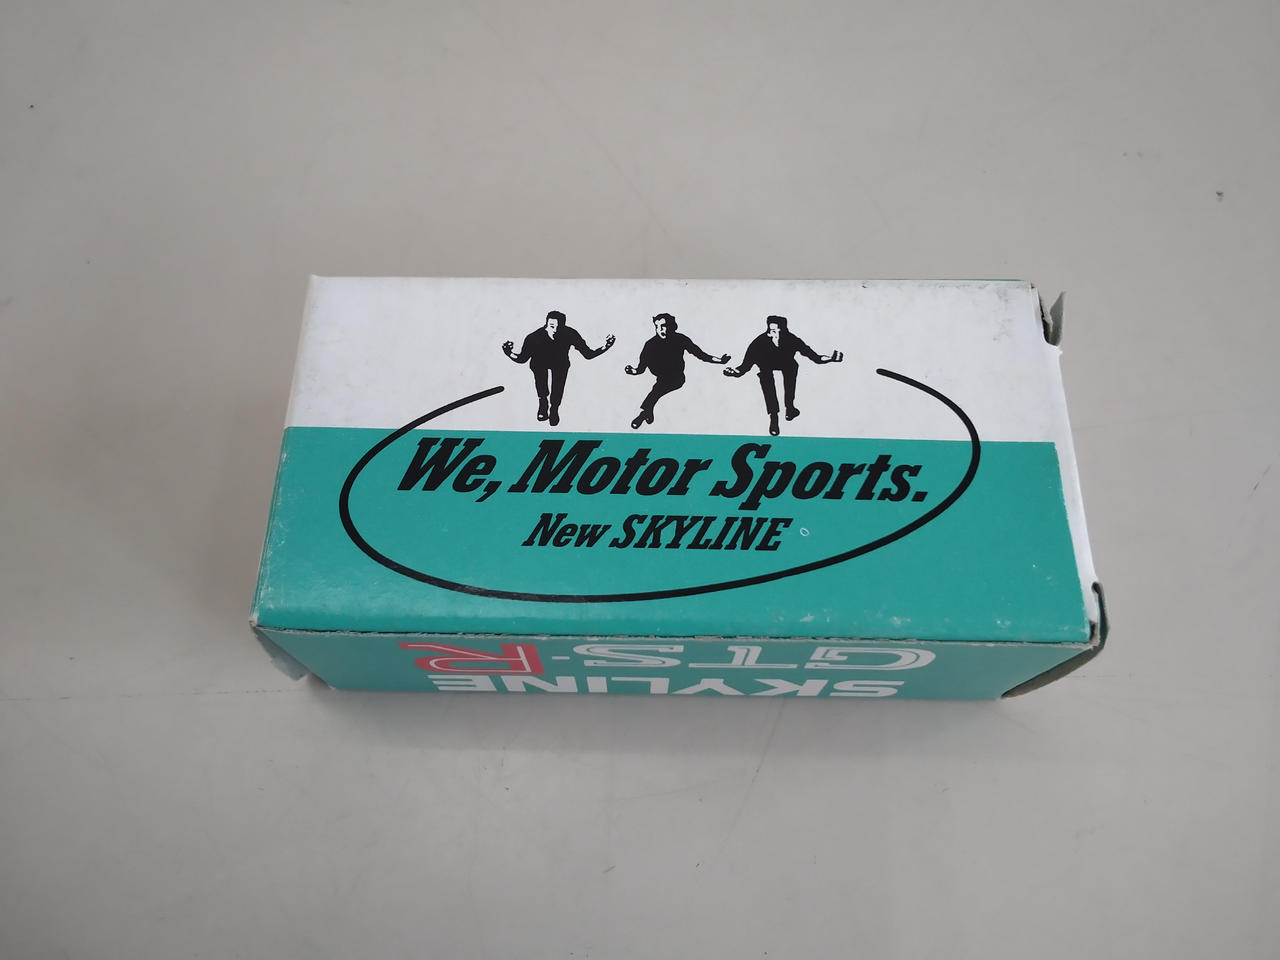 We, Motor Sports.
New SKYLINE
SKYLINE
GTS-R